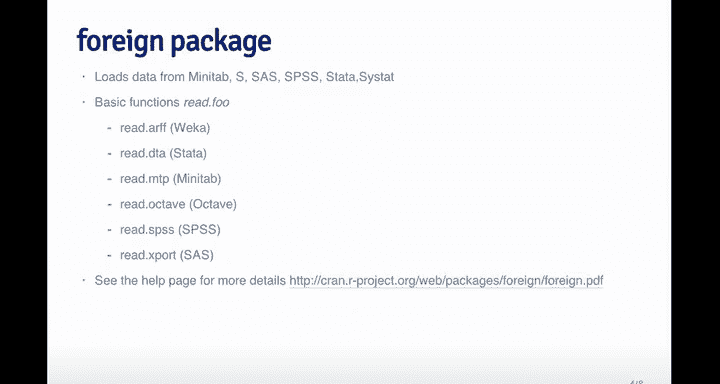 foreign package
· Loads data from Minitab, S, SAS, SPSS, Stata,Systat
· Basic functions read.foo
- read.arff (Weka)
- read.dta (Stata)
- read.mtp (Minitab)
- read.octave (Octave)
- read.spss (SPSS)
- read.xport (SAS)
· See the help page for more details http://cran.r-project.org/web/packages/foreign/foreign.pdf